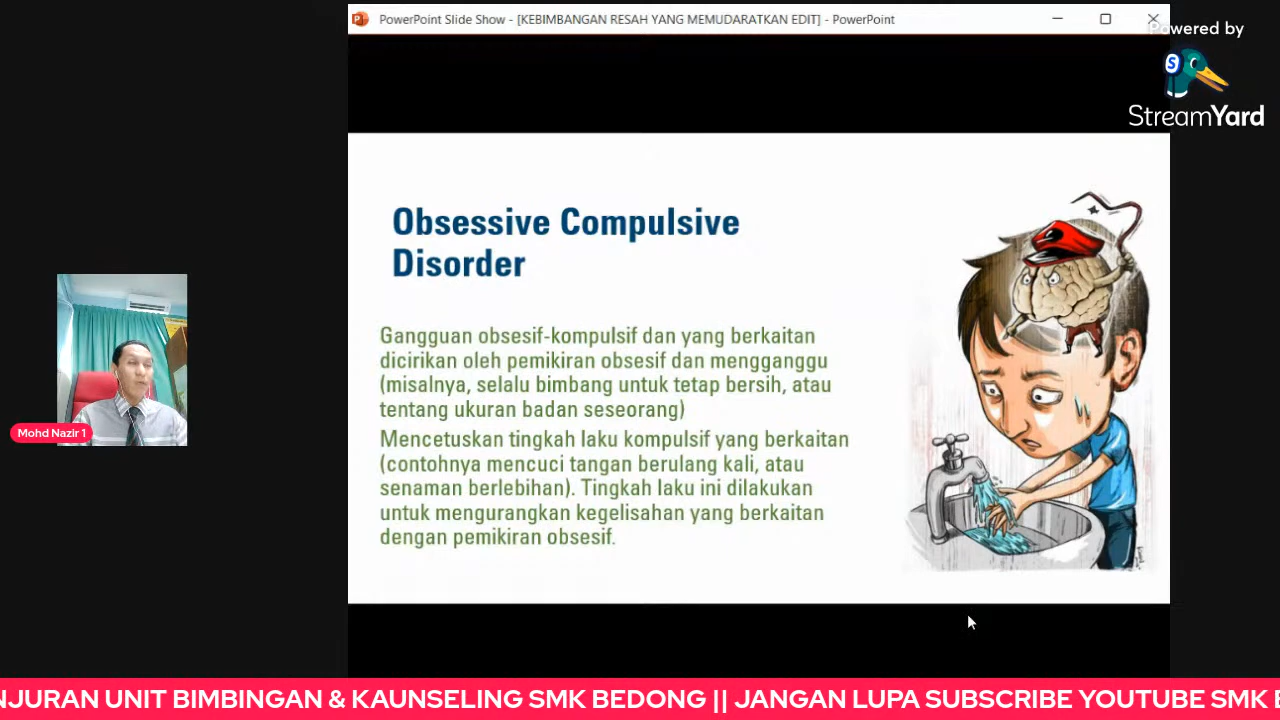 PowerPoint Slide Show - [KEBIMBANGAN RESAH YANG MEMUDARATKAN EDIT] - PowerPoint
Powered by
S
StreamYard
Obsessive Compulsive
Disorder
Gangguan obsesif-kompulsif dan yang berkaitan
dicirikan oleh pemikiran obsesif dan mengganggu
(misalnya, selalu bimbang untuk tetap bersih, atau
tentang ukuran badan seseorang)
Mencetuskan tingkah laku kompulsif yang berkaitan
(contohnya mencuci tangan berulang kali, atau
senaman berlebihan). Tingkah laku ini dilakukan
untuk mengurangkan kegelisahan yang berkaitan
dengan pemikiran obsesif.
Mohd Nazir 1
NJURAN UNIT BIMBINGAN & KAUNSELING SMK BEDONG || JANGAN LUPA SUBSCRIBE YOUTUBE SMK